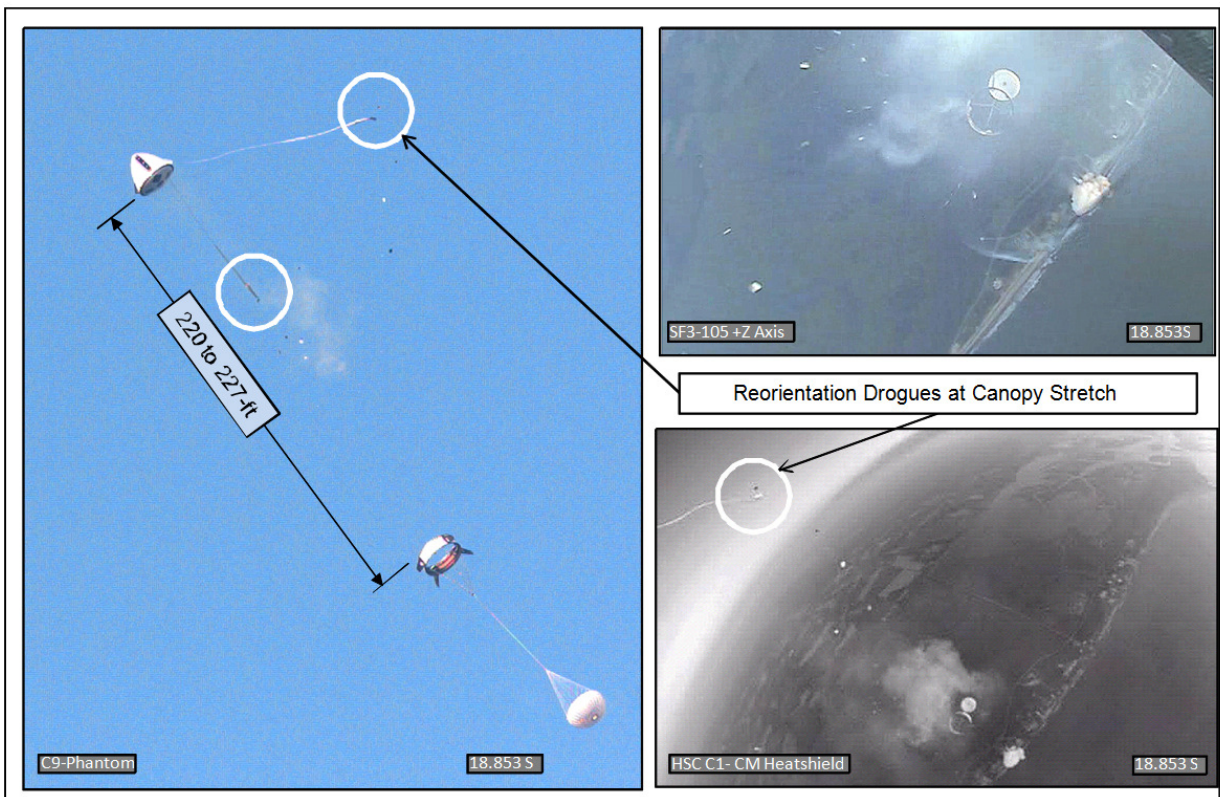 220 to 227-ft
C9-Phantom
18.853 S
SF3-105 +Z Axis
18.853S
Reorientation Drogues at Canopy Stretch
HSC C1- CM Heatshield
18.853 S